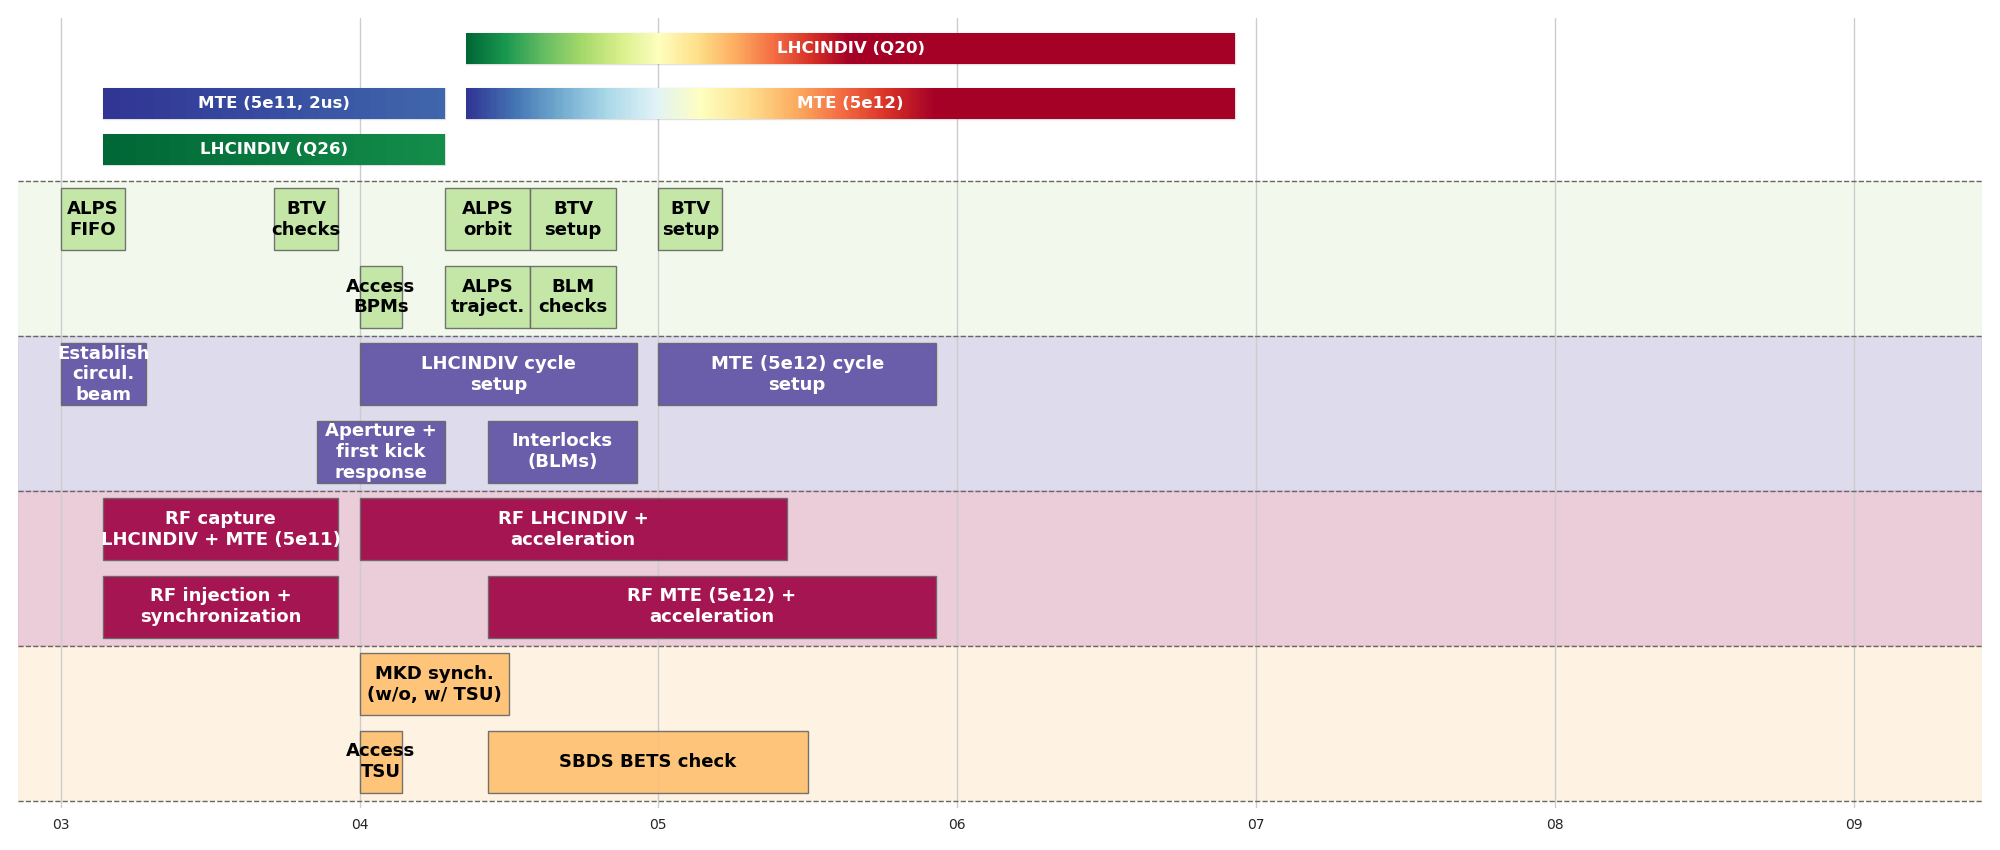 LHCINDIV (Q20)
MTE (5e11, 2us)
MTE (5e12)
LHCINDIV (Q26)
ALPS
FIFO
BTV
checks
ALPS
orbit
BTV
setup
BTV
setup
Access
BPMs
ALPS
traject.
BLM
checks
Establish
circul.
beam
LHCINDIV cycle
setup
MTE (5e12) cycle
setup
Aperture +
first kick
response
Interlocks
(BLMs)
RF capture
LHCINDIV + MTE (5e11)
RF LHCINDIV +
acceleration
RF injection +
synchronization
RF MTE (5e12) +
acceleration
MKD synch.
(w/o, w/ TSU)
Access
TSU
SBDS BETS check
03 04 05 06 07 08 09